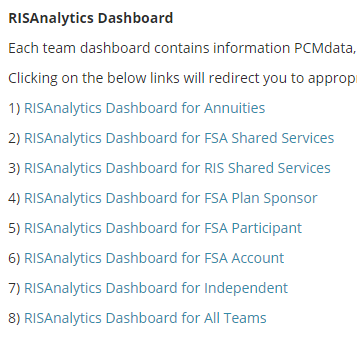 RISAnalytics Dashboard
Each team dashboard contains information PCMdata,
Clicking on the below links will redirect you to
1) RISAnalytics Dashboard for Annuities
2) RISAnalytics Dashboard for FSA Shared Services
3) RISAnalytics Dashboard for RIS Shared Services
4) RISAnalytics Dashboard for FSA Plan Sponsor
5) RISAnalytics Dashboard for FSA Participant
6) RISAnalytics Dashboard for FSA Account
7) RISAnalytics Dashboard for Independent
8) RISAnalytics Dashboard for All Teams